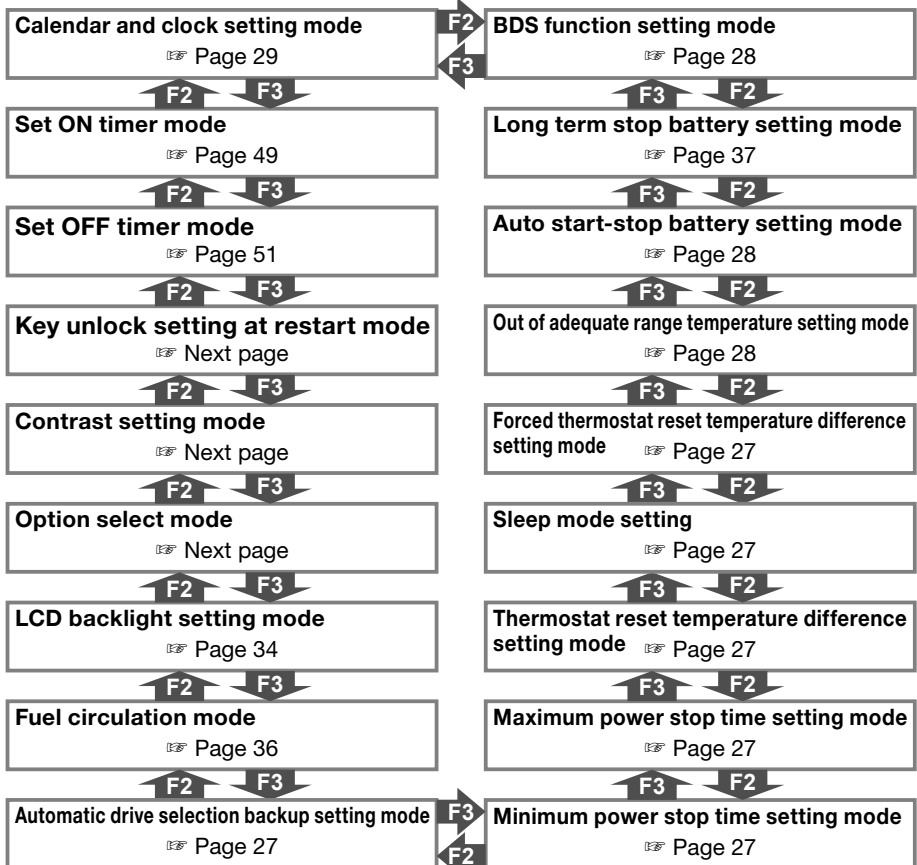 Calendar and clock setting mode
☞ Page 29
F2
F3
BDS function setting mode
☞ Page 28
F2 F3
F3 F2
Set ON timer mode
☞ Page 49
Long term stop battery setting mode
☞ Page 37
F2 F3
F3 F2
Set OFF timer mode
☞ Page 51
Auto start-stop battery setting mode
☞ Page 28
F2 F3
F3 F2
Key unlock setting at restart mode
☞ Next page
Out of adequate range temperature setting mode
☞ Page 28
F2 F3
F3 F2
Contrast setting mode
☞ Next page
Forced thermostat reset temperature difference
setting mode ☞ Page 27
F2 F3
F3 F2
Option select mode
☞ Next page
Sleep mode setting
☞ Page 27
F2 F3
F3 F2
LCD backlight setting mode
☞ Page 34
Thermostat reset temperature difference
setting mode ☞ Page 27
F2 F3
F3 F2
Fuel circulation mode
☞ Page 36
Maximum power stop time setting mode
☞ Page 27
F2 F3
F3 F2
Automatic drive selection backup setting mode
☞ Page 27
F3
F2
Minimum power stop time setting mode
☞ Page 27